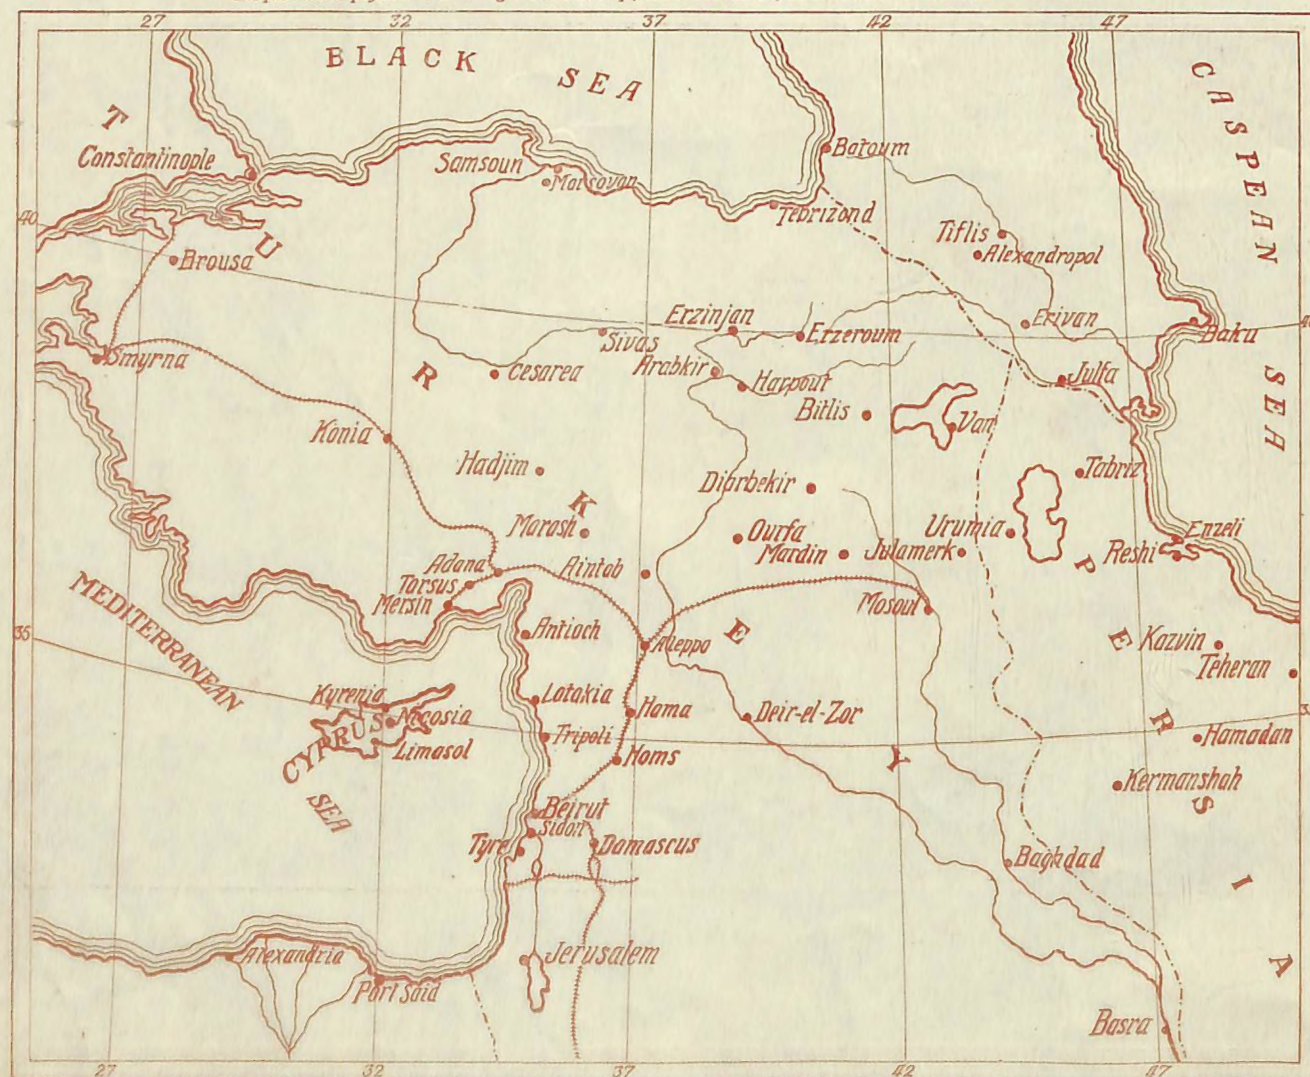 27 32 37 42 47
BLACK SEA
CASPEAN SEA
TURKEY
Constantinople
Samsoun
Marsovan
Batoum
Tebrizond
Tiflis
Alexandropol
40
Brousa
Erzinjan
Erzeroum
Erivan
Baku
Smyrna
Sivas
Cesarea
Arabkir
Harpout
Julfa
Bitlis
Van
Konia
Hadjim
Diarbekir
Tabriz
Marash
Ourfa
Mardin
Julamerk
Urumia
Enzeli
Reshi
Adana
Aintab
Tarsus
Mersin
Mosoul
PERSIA
MEDITERRANEAN SEA
35
Antioch
Aleppo
Kazvin
Teheran
Kyrenia
Latakia
Hama
Deir-el-Zor
Nicosia
CYPRUS
Limasol
Tripoli
Homs
Hamadan
Kermanshah
Beirut
Sidon
Tyre
Damascus
Baghdad
Alexandria
Jerusalem
Port Said
Basra
27 32 37 42 47